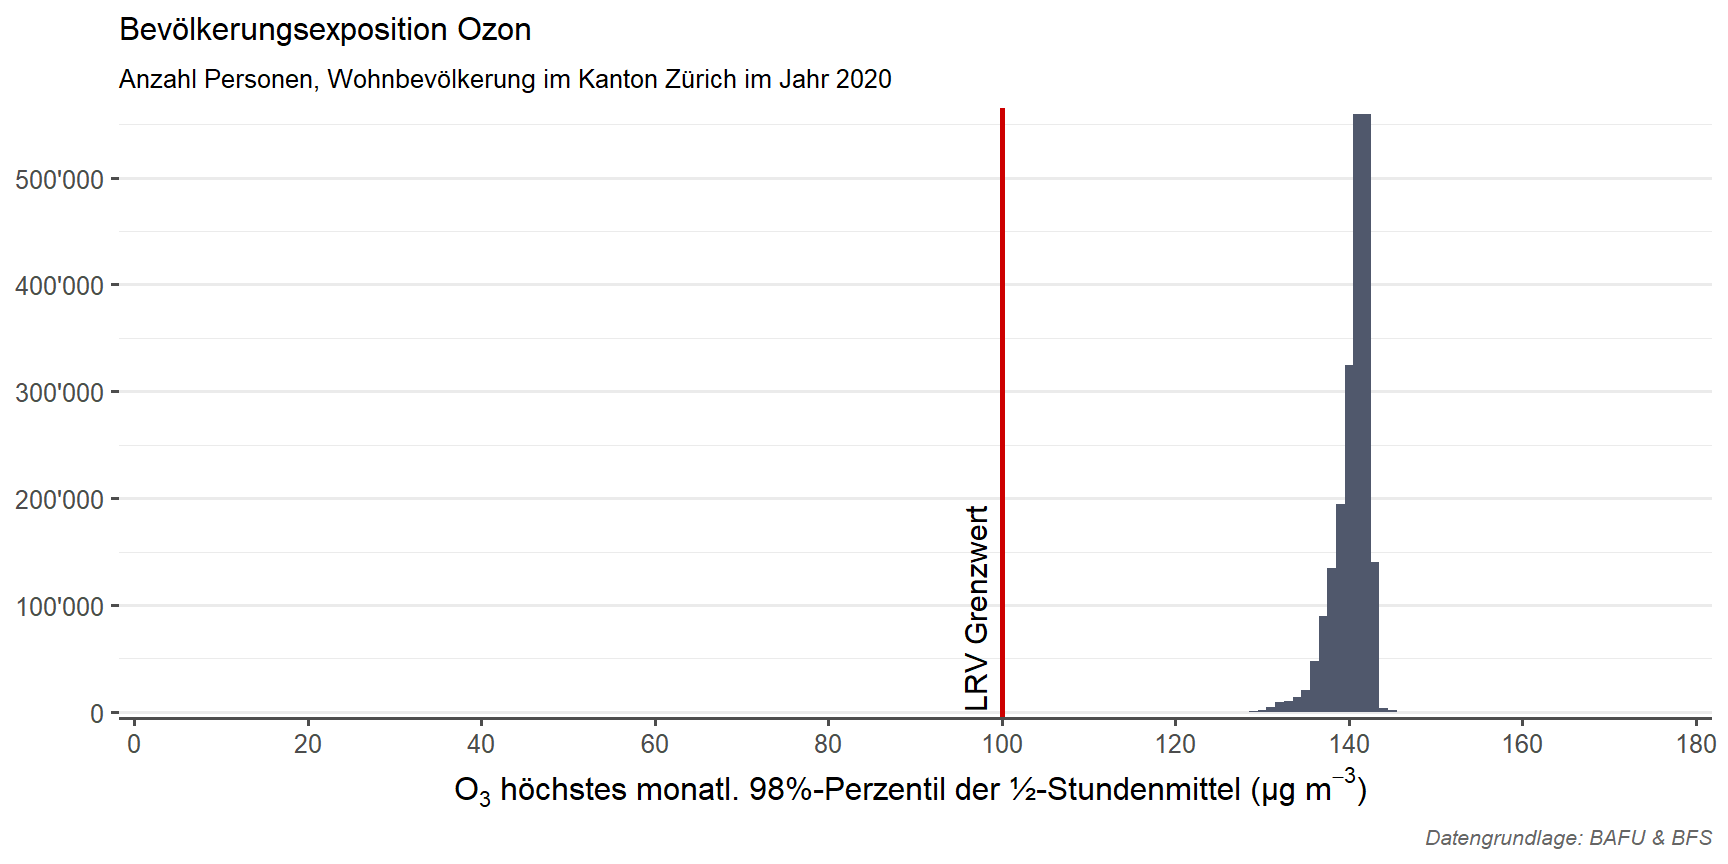 Bevölkerungsexposition Ozon
Anzahl Personen, Wohnbevölkerung im Kanton Zürich im Jahr 2020
500'000
400'000
300'000
200'000
100'000
0
LRV Grenzwert
0 20 40 60 80 100 120 140 160 180
O₃ höchstes monatl. 98%-Perzentil der ½-Stundenmittel (µg m⁻³)
Datengrundlage: BAFU & BFS